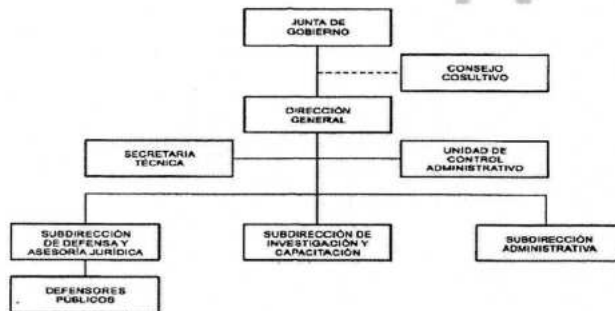 JUNTA DE
GOBIERNO
CONSEJO
COSULTIVO
DIRECCIÓN
GENERAL
SECRETARIA
TÉCNICA
UNIDAD DE
CONTROL
ADMINISTRATIVO
SUBDIRECCIÓN
DE DEFENSA Y
ASESORÍA JURÍDICA
SUBDIRECCIÓN DE
INVESTIGACIÓN Y
CAPACITACIÓN
SUBDIRECCIÓN
ADMINISTRATIVA
DEFENSORES
PÚBLICOS